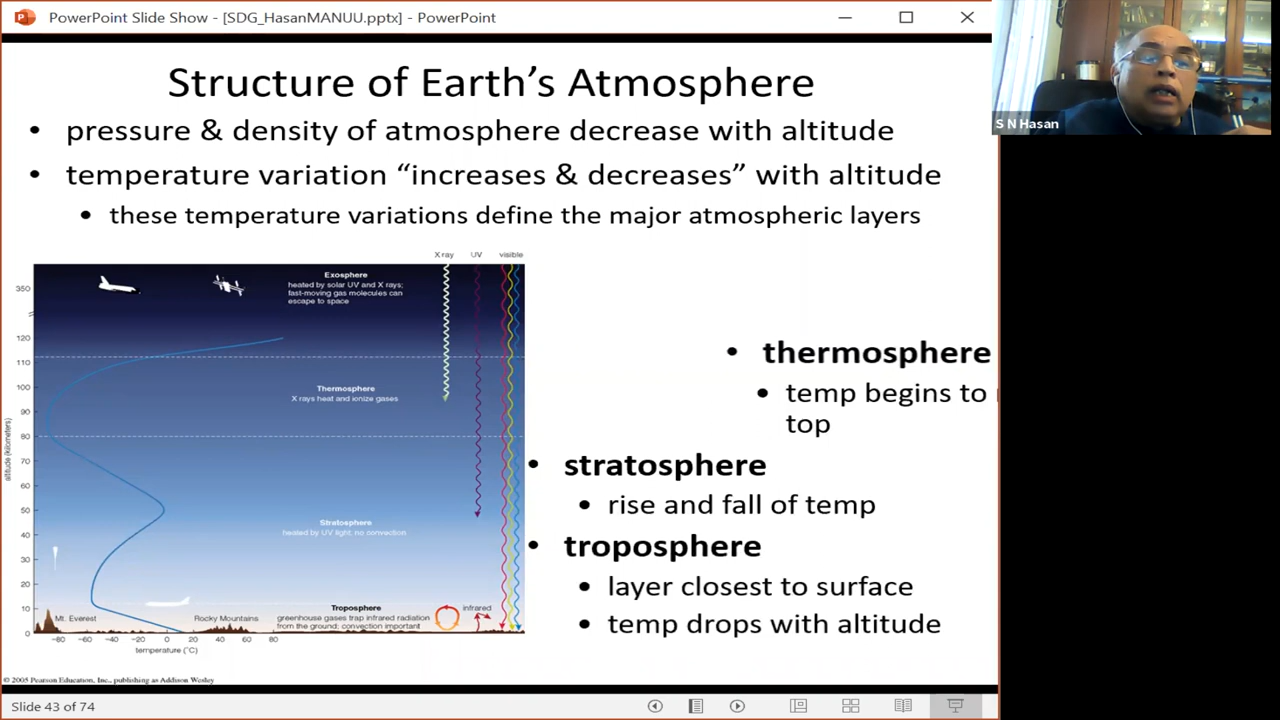 PowerPoint Slide Show - [SDG_HasanMANUU.pptx] - PowerPoint
S N Hasan
Structure of Earth's Atmosphere
• pressure & density of atmosphere decrease with altitude
• temperature variation “increases & decreases” with altitude
• these temperature variations define the major atmospheric layers
X ray UV visible
Exosphere
heated by solar UV and X rays;
fast-moving gas molecules can
escape to space
Thermosphere
X rays heat and ionize gases
Stratosphere
heated by UV light; no convection
Troposphere
greenhouse gases trap infrared radiation
from the ground; convection important
infrared
Mt. Everest
Rocky Mountains
altitude (kilometers)
350
120
110
100
90
80
70
60
50
40
30
20
10
0
−80 −60 −40 −20 0 20 40 60 80
temperature (°C)
• thermosphere
• temp begins to
top
• stratosphere
• rise and fall of temp
• troposphere
• layer closest to surface
• temp drops with altitude
© 2005 Pearson Education, Inc., publishing as Addison Wesley
Slide 43 of 74